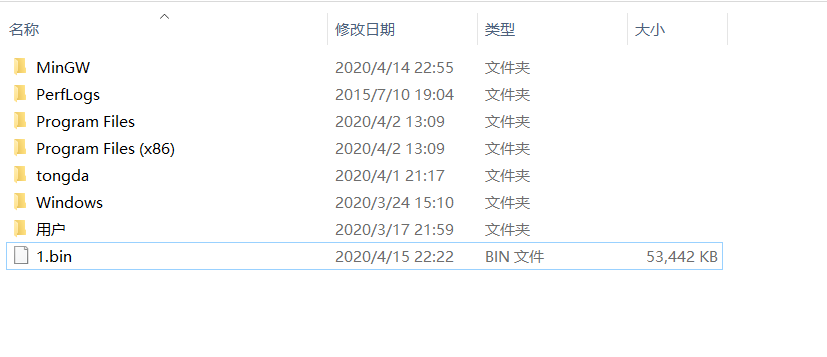 名称 修改日期 类型 大小
MinGW 2020/4/14 22:55 文件夹
PerfLogs 2015/7/10 19:04 文件夹
Program Files 2020/4/2 13:09 文件夹
Program Files (x86) 2020/4/2 13:09 文件夹
tongda 2020/4/1 21:17 文件夹
Windows 2020/3/24 15:10 文件夹
用户 2020/3/17 21:59 文件夹
1.bin 2020/4/15 22:22 BIN 文件 53,442 KB